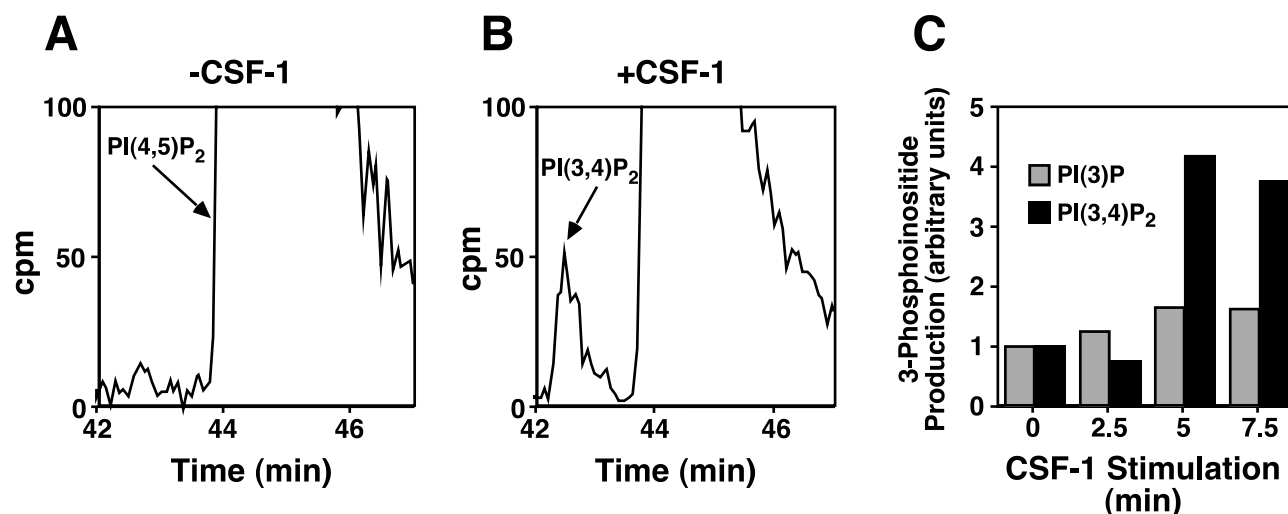 A
-CSF-1
100
50
0
cpm
PI(4,5)P2
42
44
46
Time (min)
B
+CSF-1
100
50
0
cpm
PI(3,4)P2
42
44
46
Time (min)
C
5
4
3
2
1
0
3-Phosphoinositide
Production (arbitrary units)
PI(3)P
PI(3,4)P2
0
2.5
5
7.5
CSF-1 Stimulation
(min)